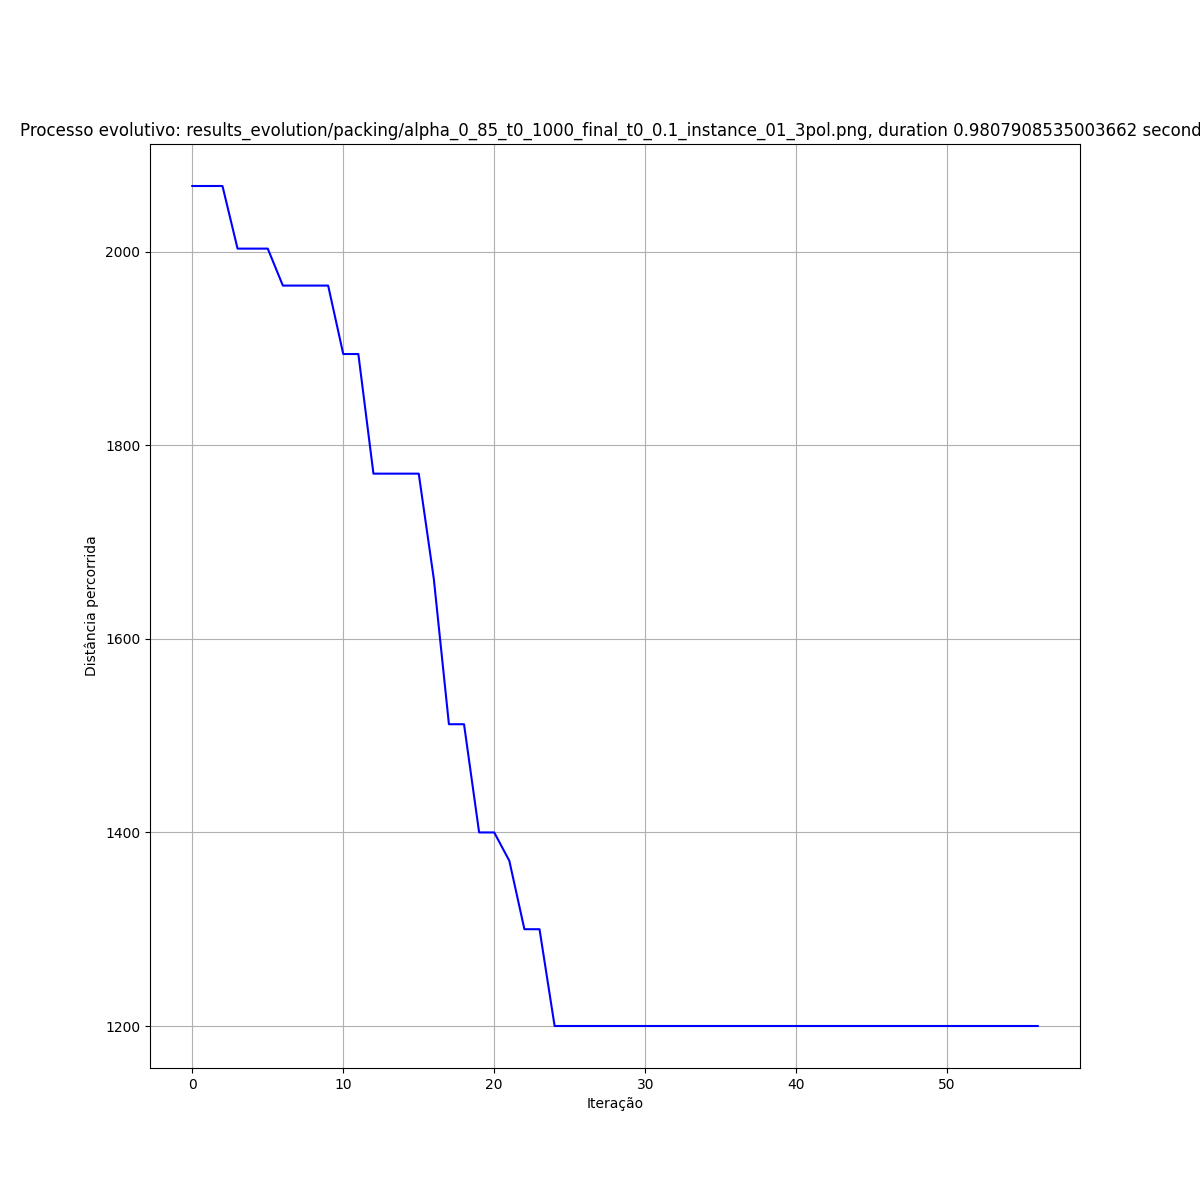 Processo evolutivo: results_evolution/packing/alpha_0_85_t0_1000_final_t0_0.1_instance_01_3pol.png, duration 0.9807908535003662 second
2000
1800
1600
1400
1200
Distância percorrida
0 10 20 30 40 50
Iteração